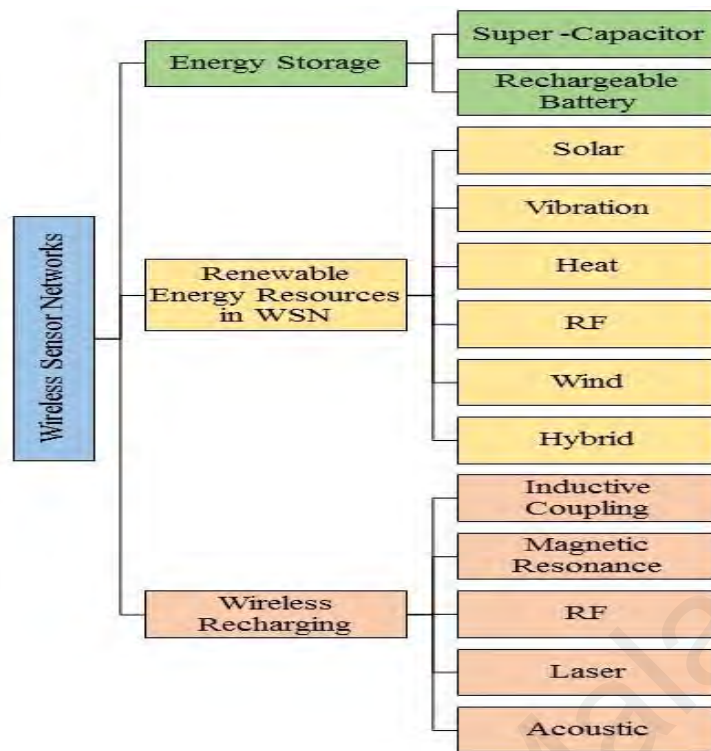 Wireless Sensor Networks
Energy Storage
Super -Capacitor
Rechargeable
Battery
Renewable
Energy Resources
in WSN
Solar
Vibration
Heat
RF
Wind
Hybrid
Wireless
Recharging
Inductive
Coupling
Magnetic
Resonance
RF
Laser
Acoustic